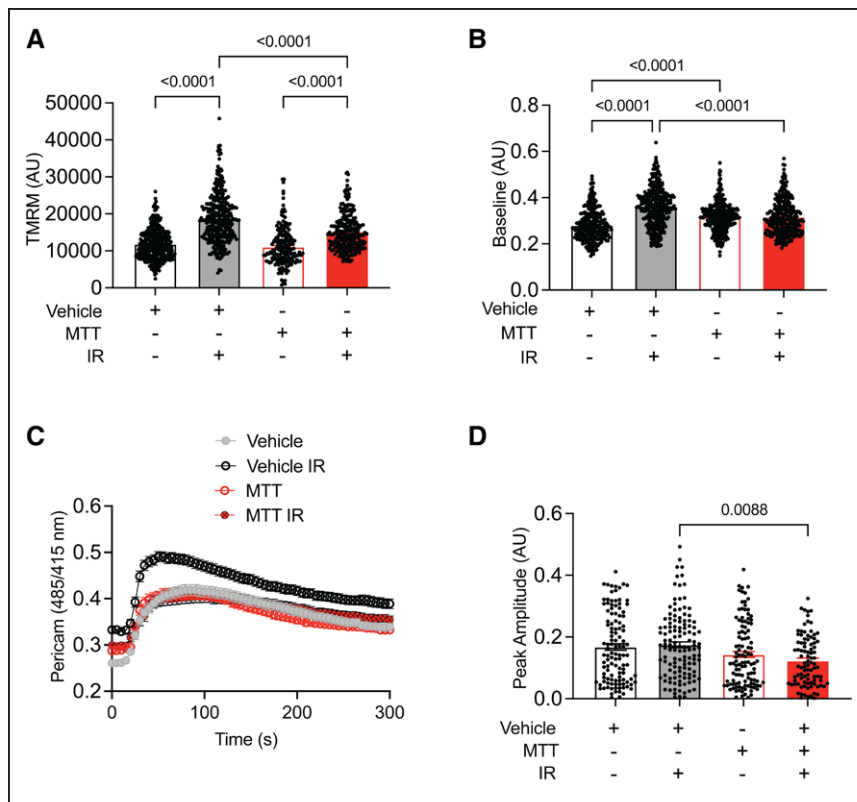 A
<0.0001
<0.0001
<0.0001
TMRM (AU)
50000
40000
30000
20000
10000
0
Vehicle + + - -
MTT - - + +
IR - + - +
B
<0.0001
<0.0001
<0.0001
Baseline (AU)
0.8
0.6
0.4
0.2
0.0
Vehicle + + - -
MTT - - + +
IR - + - +
C
Vehicle
Vehicle IR
MTT
MTT IR
Pericam (485/415 nm)
0.6
0.5
0.4
0.3
0.2
0 100 200 300
Time (s)
D
0.0088
Peak Amplitude (AU)
0.6
0.4
0.2
0.0
Vehicle + + - +
MTT - - + +
IR - + - +